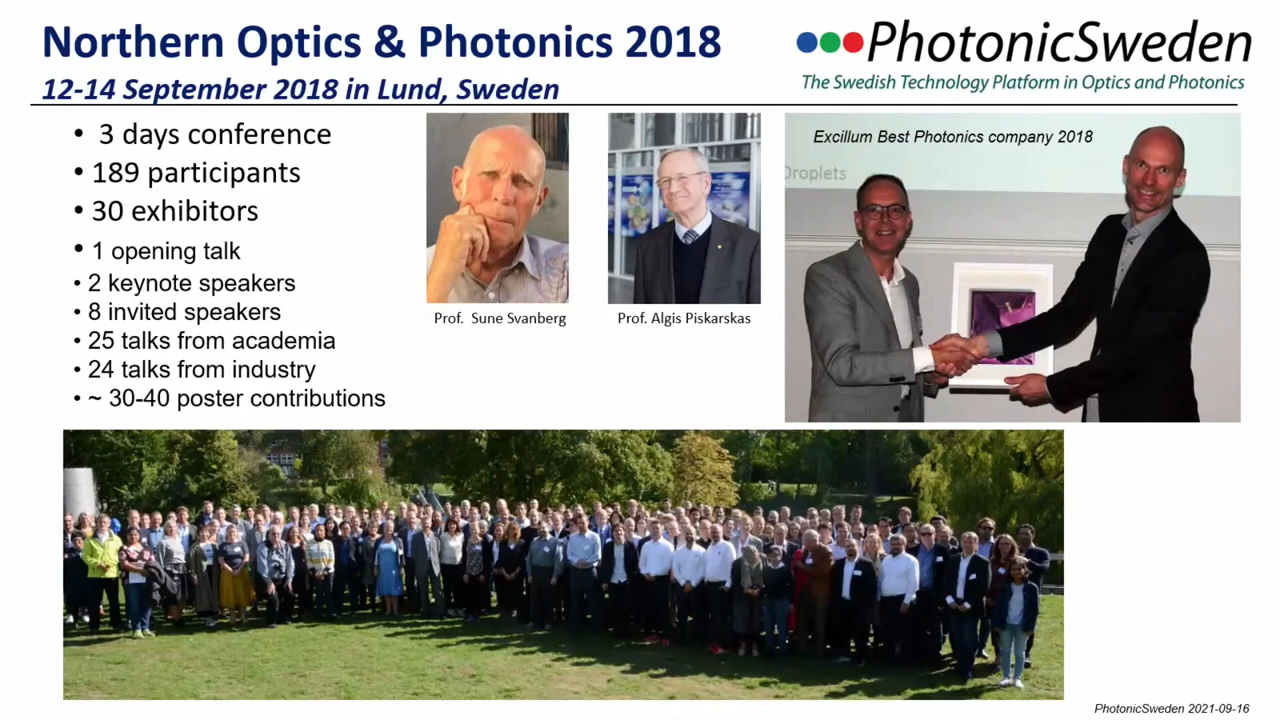 Northern Optics & Photonics 2018
12-14 September 2018 in Lund, Sweden
PhotonicSweden
The Swedish Technology Platform in Optics and Photonics
• 3 days conference
• 189 participants
• 30 exhibitors
• 1 opening talk
• 2 keynote speakers
• 8 invited speakers
• 25 talks from academia
• 24 talks from industry
• ~ 30-40 poster contributions
Prof. Sune Svanberg
Prof. Algis Piskarskas
Excillum Best Photonics company 2018
Droplets
PhotonicSweden 2021-09-16